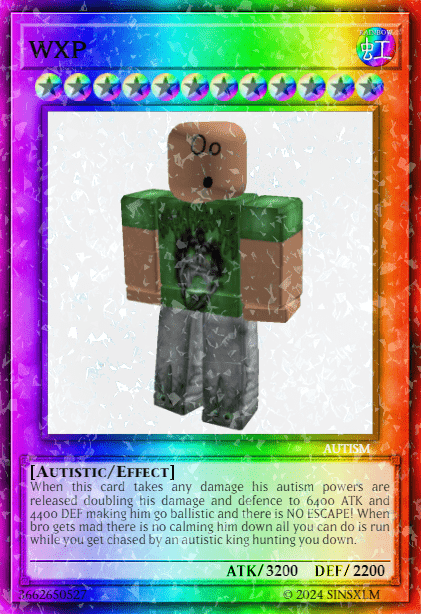 WXP
RAINBOW
虹
AUTISM
[Autistic/Effect]
When this card takes any damage his autism powers are
released doubling his damage and defence to 6400 ATK and
4400 DEF making him go ballistic and there is NO ESCAPE! When
bro gets mad there is no calming him down all you can do is run
while you get chased by an autistic king hunting you down.
ATK/3200 DEF/2200
3662650527
© 2024 SINSXLM